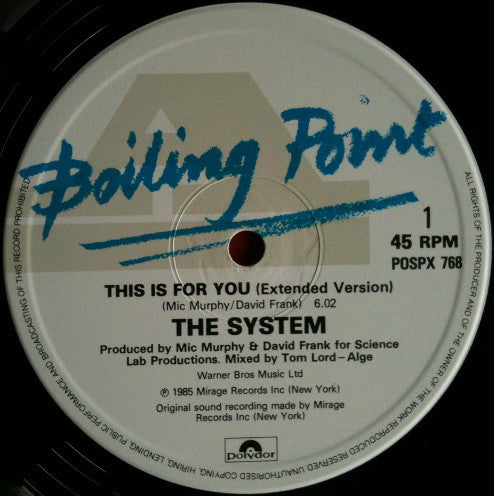 Boiling Point
1
45 RPM
POSPX 768
THIS IS FOR YOU (Extended Version)
(Mic Murphy/David Frank) 6.02
THE SYSTEM
Produced by Mic Murphy & David Frank for Science
Lab Productions. Mixed by Tom Lord-Alge
Warner Bros Music Ltd
℗ 1985 Mirage Records Inc (New York)
Original sound recording made by Mirage
Records Inc (New York)
polydor
ALL RIGHTS OF THE PRODUCER AND OF THE OWNER OF THE WORK REPRODUCED RESERVED. UNAUTHORISED COPYING, HIRING, LENDING, PUBLIC PERFORMANCE AND BROADCASTING OF THIS RECORD PROHIBITED